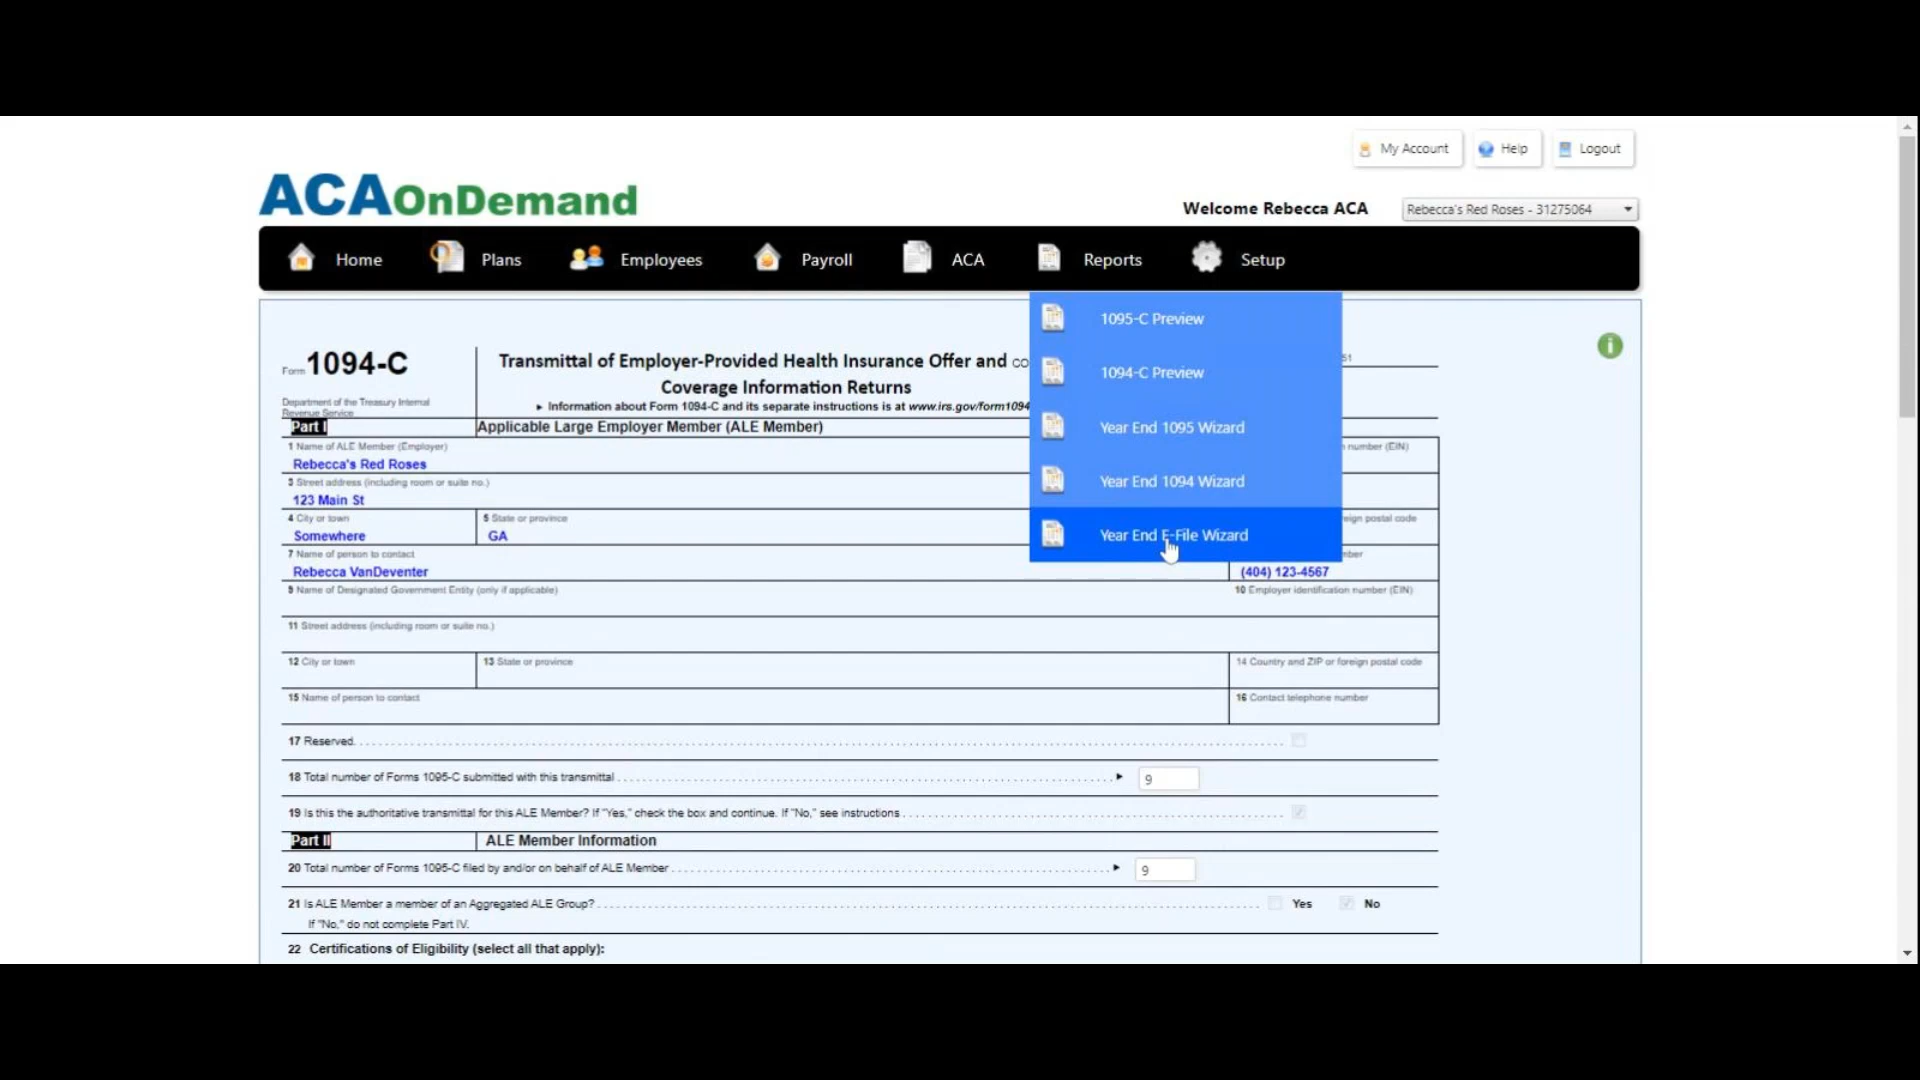 My Account Help Logout
ACAOnDemand
Welcome Rebecca ACA Rebecca's Red Roses - 31275064
Home Plans Employees Payroll ACA Reports Setup
1095-C Preview
1094-C Preview
Year End 1095 Wizard
Year End 1094 Wizard
Year End E-File Wizard
Form 1094-C
Department of the Treasury Internal
Revenue Service
Transmittal of Employer-Provided Health Insurance Offer and CO
Coverage Information Returns
► Information about Form 1094-C and its separate instructions is at www.irs.gov/form1094
51
Part I Applicable Large Employer Member (ALE Member)
1 Name of ALE Member (Employer) n number (EIN)
Rebecca's Red Roses
3 Street address (including room or suite no.)
123 Main St
4 City or town 5 State or province eign postal code
Somewhere GA
7 Name of person to contact mber
Rebecca VanDeventer (404) 123-4567
9 Name of Designated Government Entity (only if applicable) 10 Employer identification number (EIN)
11 Street address (including room or suite no.)
12 City or town 13 State or province 14 Country and ZIP or foreign postal code
15 Name of person to contact 16 Contact telephone number
17 Reserved
18 Total number of Forms 1095-C submitted with this transmittal ► 9
19 Is this the authoritative transmittal for this ALE Member? If "Yes," check the box and continue. If "No," see instructions
Part II ALE Member Information
20 Total number of Forms 1095-C filed by and/or on behalf of ALE Member ► 9
21 Is ALE Member a member of an Aggregated ALE Group? Yes No
If "No," do not complete Part IV.
22 Certifications of Eligibility (select all that apply):